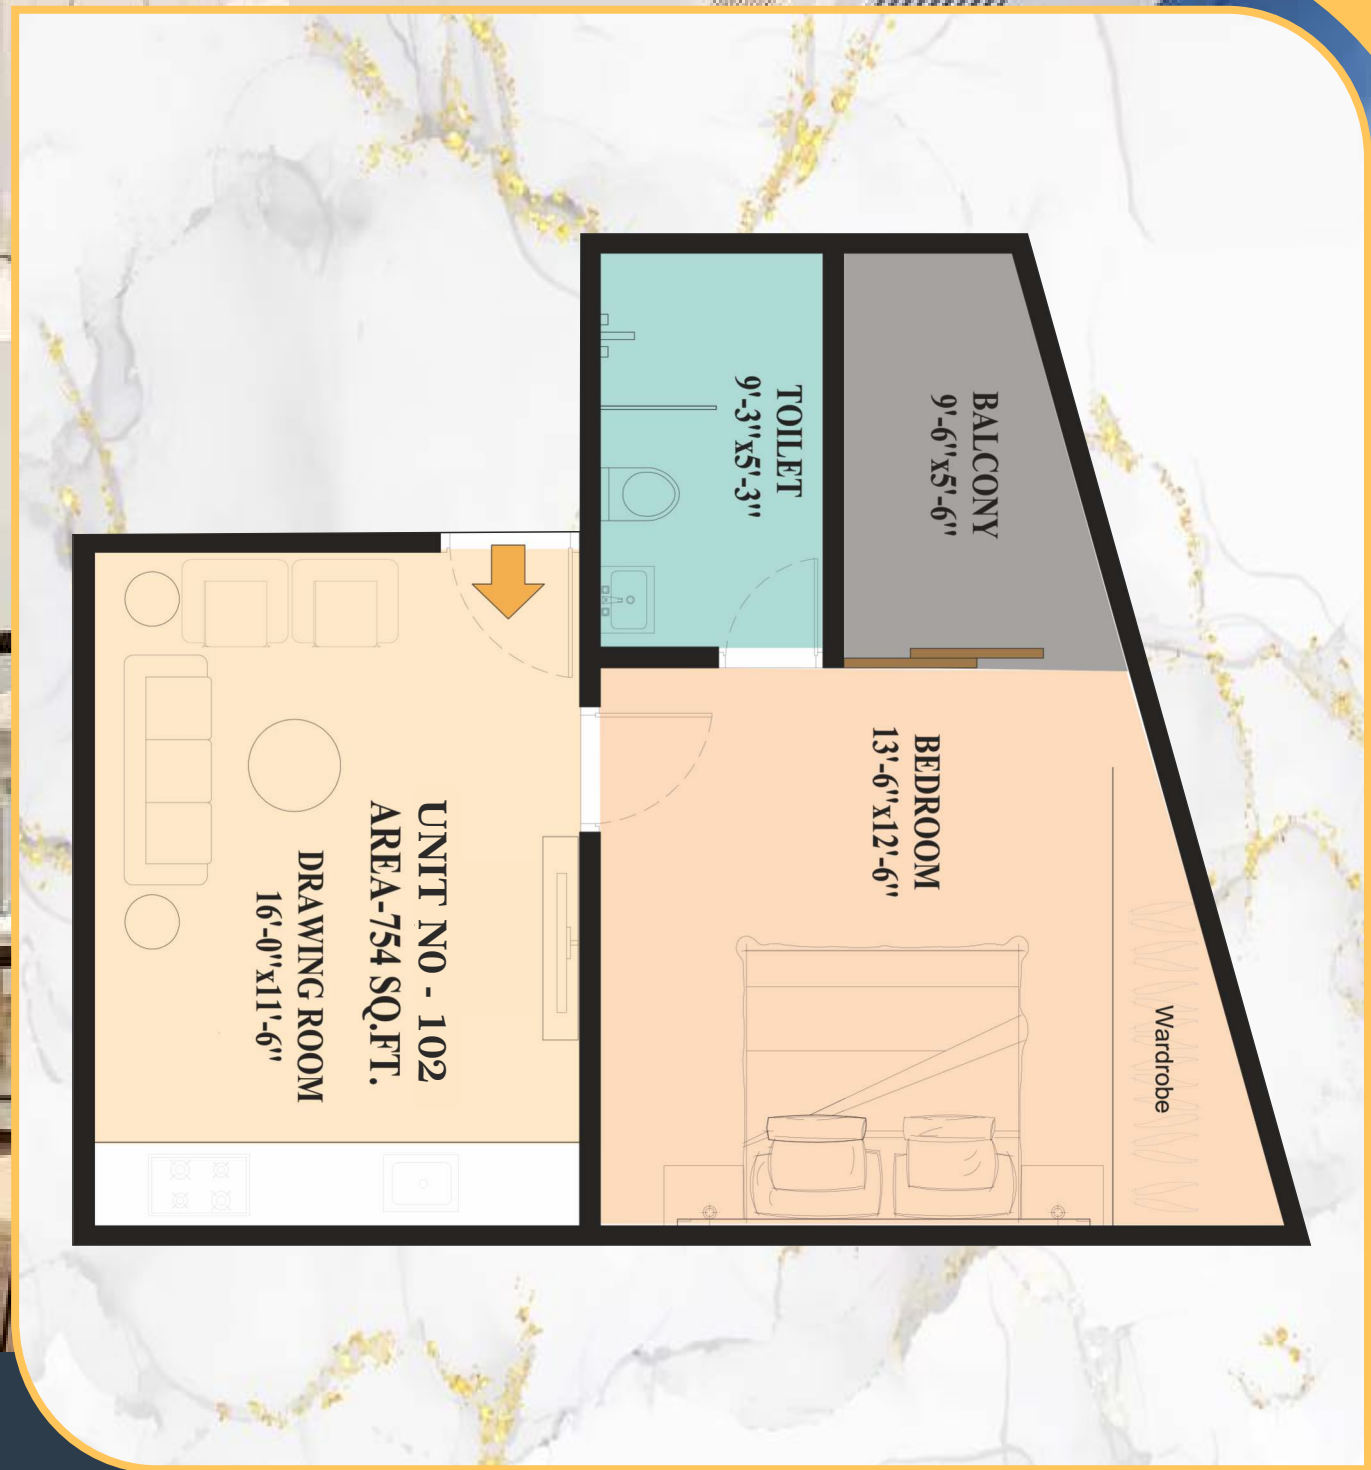 BALCONY
9'-6"x5'-6"
TOILET
9'-3"x5'-3"
BEDROOM
13'-6"x12'-6"
Wardrobe
UNIT NO - 102
AREA-754 SQ.FT.
DRAWING ROOM
16'-0"x11'-6"